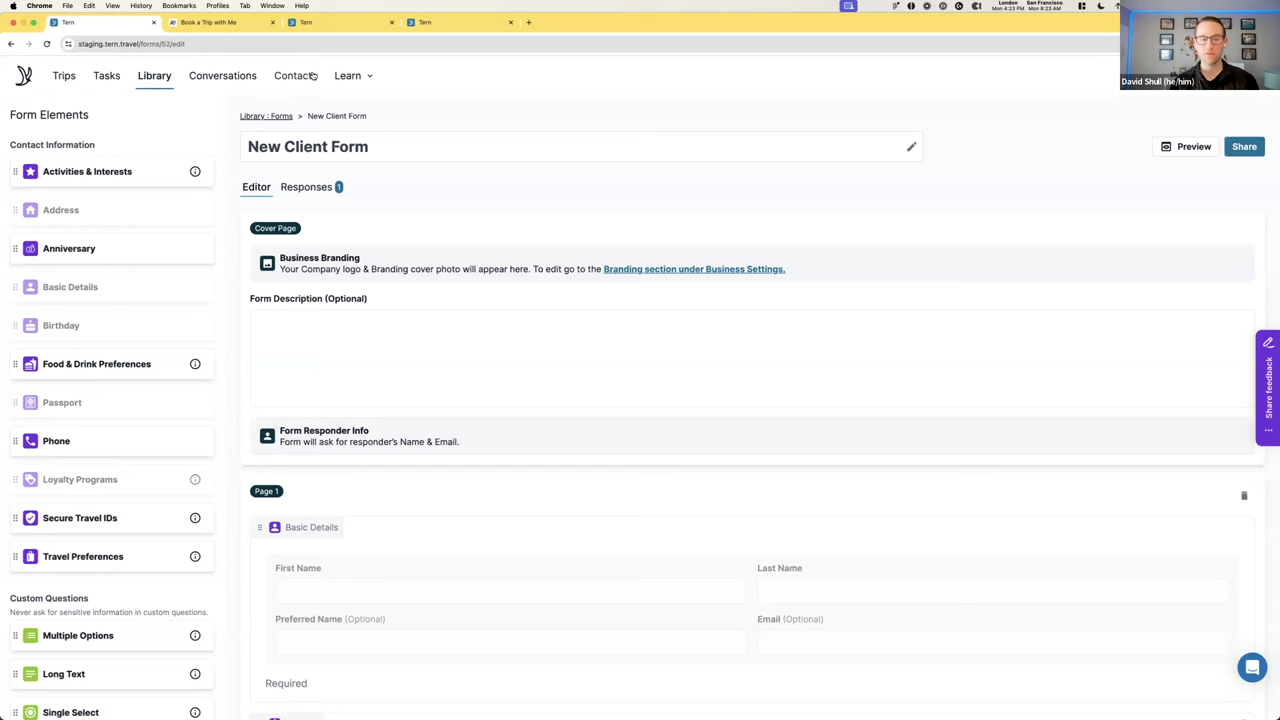 Chrome File Edit View History Bookmarks Profiles Tab Window Help
London San Francisco
Mon 4:23 PM Mon 8:23 AM
Tern Book a Trip with Me Tern Tern
staging.tern.travel/forms/52/edit
David Shull (he/him)
Trips Tasks Library Conversations Contacts Learn
Form Elements
Library : Forms > New Client Form
Contact Information
New Client Form
Preview Share
Activities & Interests
Editor Responses 1
Address
Cover Page
Anniversary
Business Branding
Your Company logo & Branding cover photo will appear here. To edit go to the Branding section under Business Settings.
Basic Details
Form Description (Optional)
Birthday
Food & Drink Preferences
Share feedback
Passport
Phone
Form Responder Info
Form will ask for responder's Name & Email.
Loyalty Programs
Page 1
Secure Travel IDs
Basic Details
Travel Preferences
First Name Last Name
Custom Questions
Never ask for sensitive information in custom questions.
Preferred Name (Optional) Email (Optional)
Multiple Options
Long Text
Required
Single Select